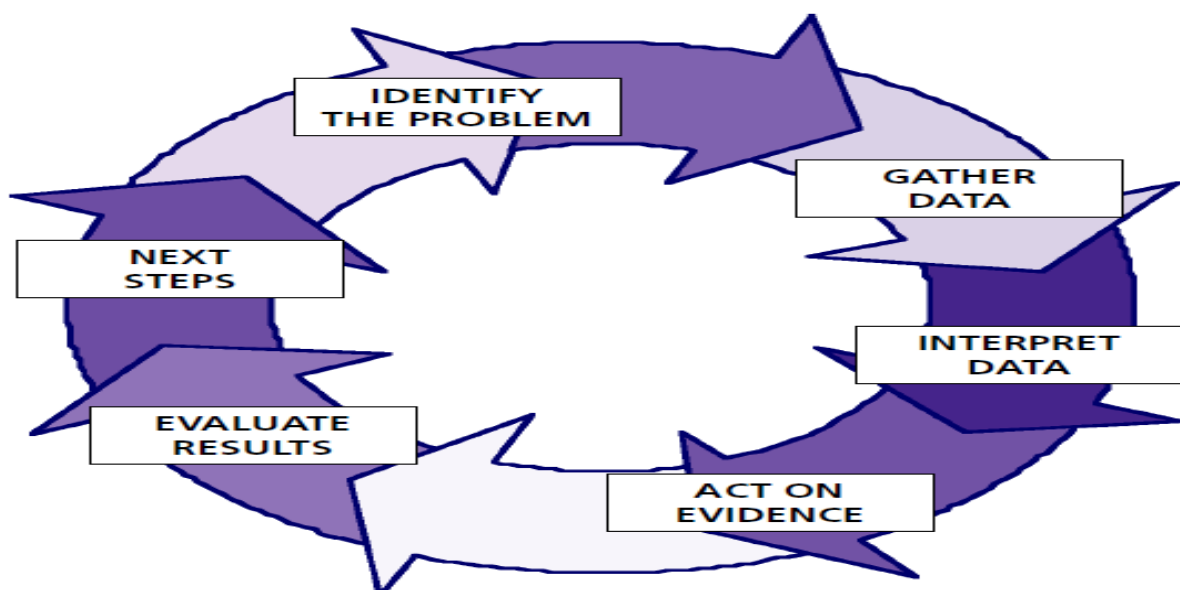 IDENTIFY
THE PROBLEM
GATHER
DATA
INTERPRET
DATA
ACT ON
EVIDENCE
EVALUATE
RESULTS
NEXT
STEPS